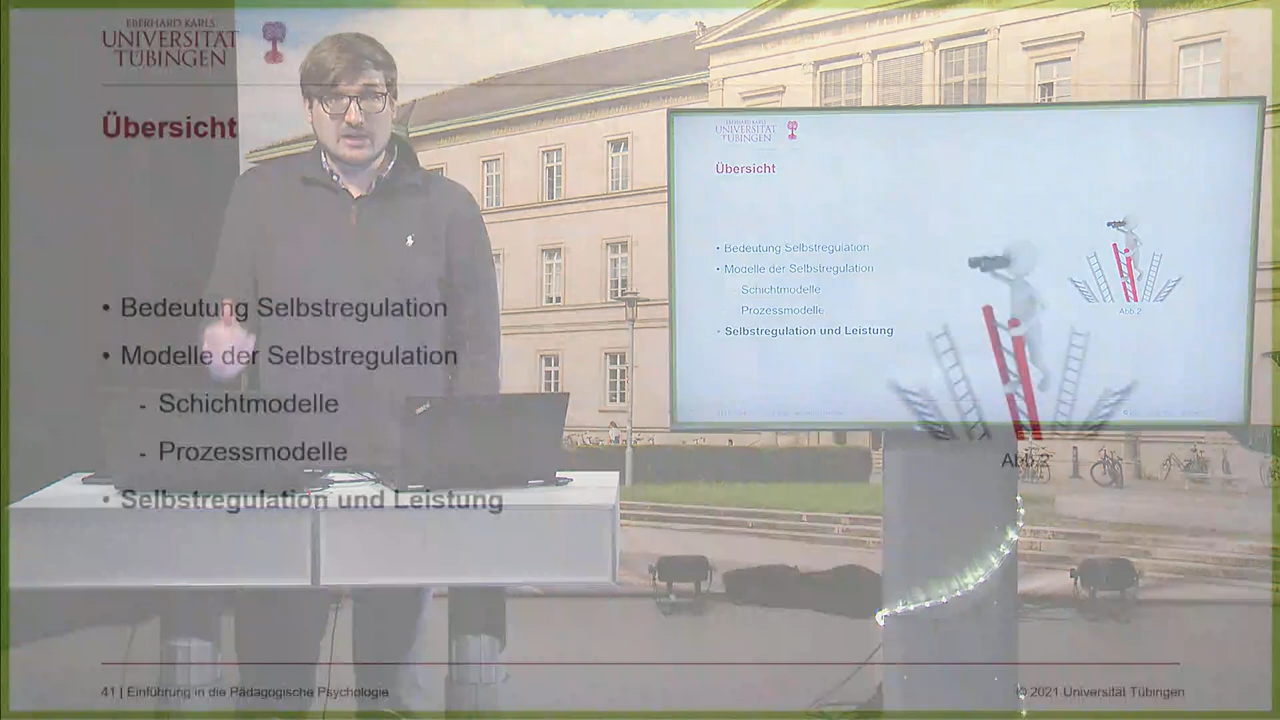 EBERHARD KARLS
UNIVERSITÄT
TÜBINGEN
Übersicht
• Bedeutung Selbstregulation
• Modelle der Selbstregulation
- Schichtmodelle
- Prozessmodelle
• Selbstregulation und Leistung
41 | Einführung in die Pädagogische Psychologie
© 2021 Universität Tübingen
EBERHARD KARLS
UNIVERSITÄT
TÜBINGEN
Übersicht
• Bedeutung Selbstregulation
• Modelle der Selbstregulation
Schichtmodelle
Prozessmodelle
• Selbstregulation und Leistung
Abb.2